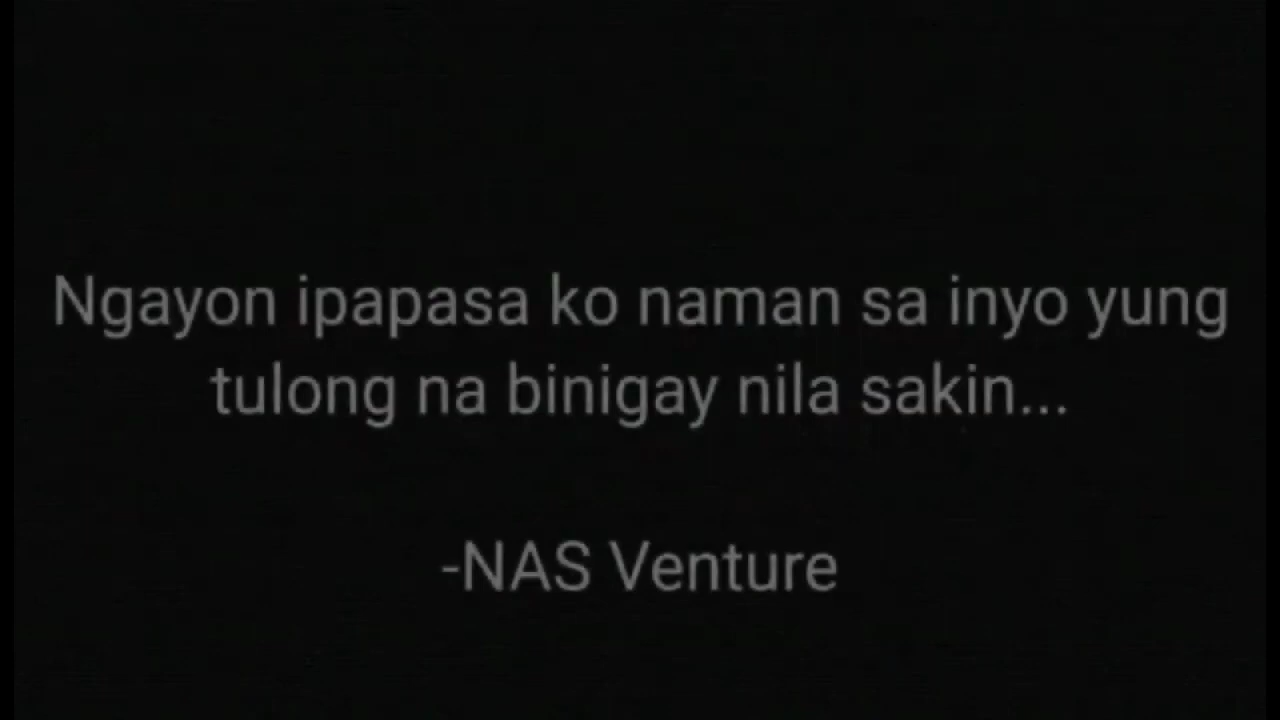 Ngayon ipapasa ko naman sa inyo yung
tulong na binigay nila sakin...
-NAS Venture